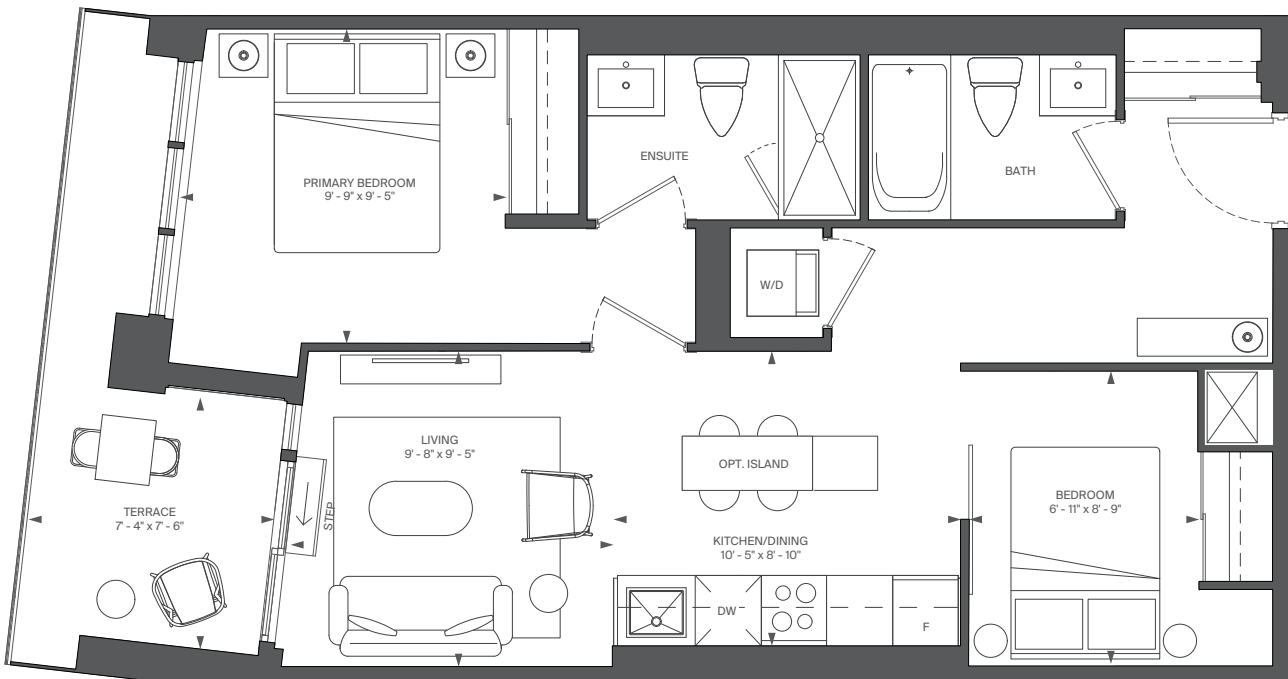 PRIMARY BEDROOM
9' - 9" x 9' - 5"
ENSUITE
BATH
W/D
LIVING
9' - 8" x 9' - 5"
OPT. ISLAND
TERRACE
7' - 4" x 7' - 6"
STEP
KITCHEN/DINING
10' - 5" x 8' - 10"
BEDROOM
6' - 11" x 8' - 9"
DW
F